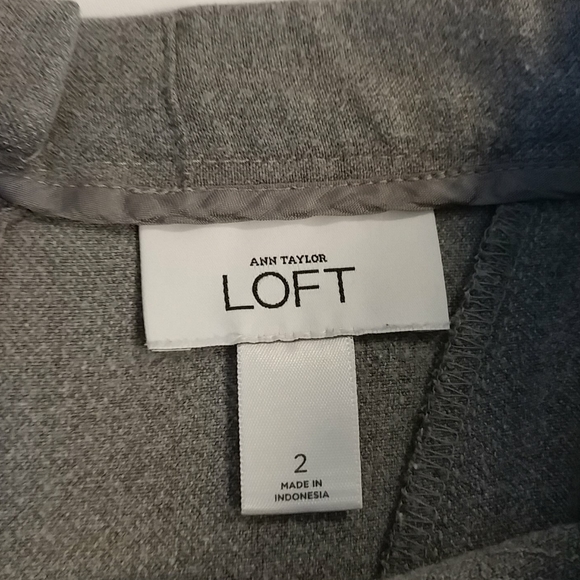 ANN TAYLOR
LOFT
2
MADE IN
INDONESIA